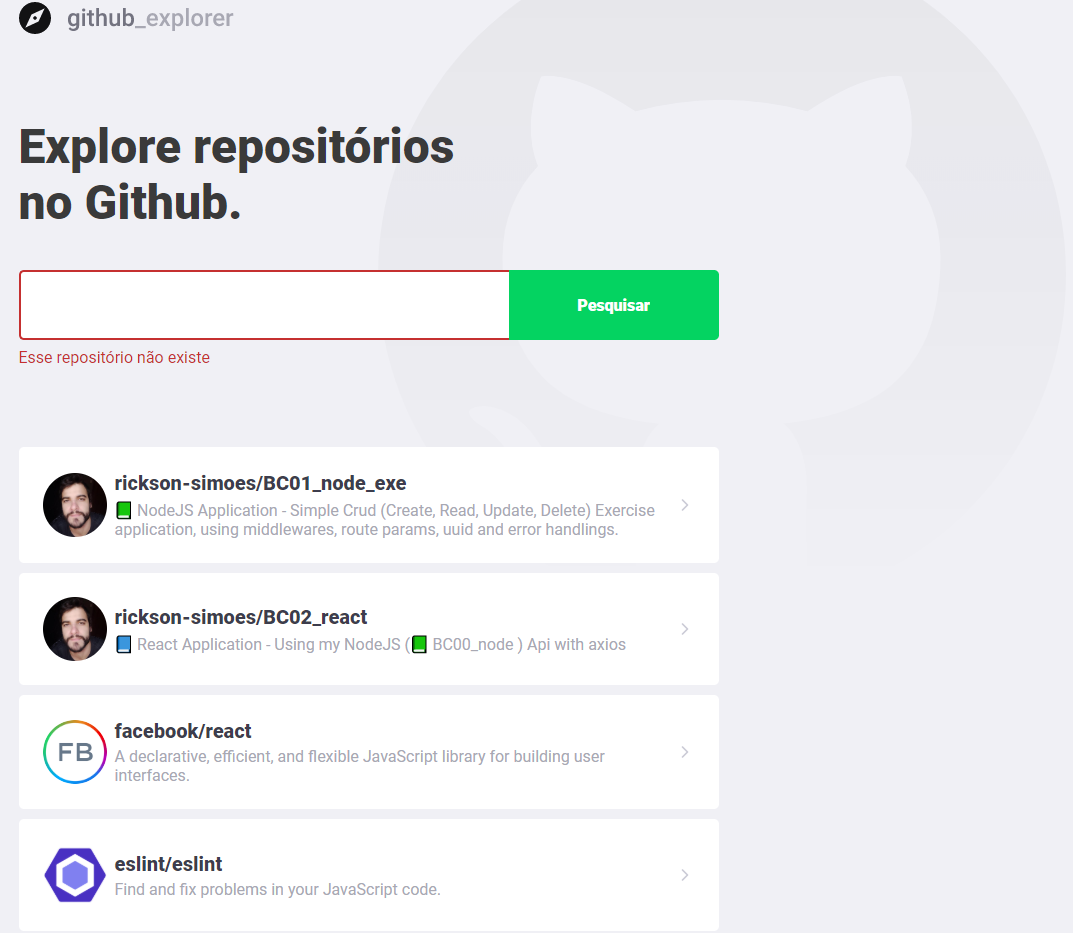 github_explorer
Explore repositórios
no Github.
Pesquisar
Esse repositório não existe
rickson-simoes/BC01_node_exe
📗 NodeJS Application - Simple Crud (Create, Read, Update, Delete) Exercise
application, using middlewares, route params, uuid and error handlings.
rickson-simoes/BC02_react
📘 React Application - Using my NodeJS (📗 BC00_node ) Api with axios
FB
facebook/react
A declarative, efficient, and flexible JavaScript library for building user
interfaces.
eslint/eslint
Find and fix problems in your JavaScript code.